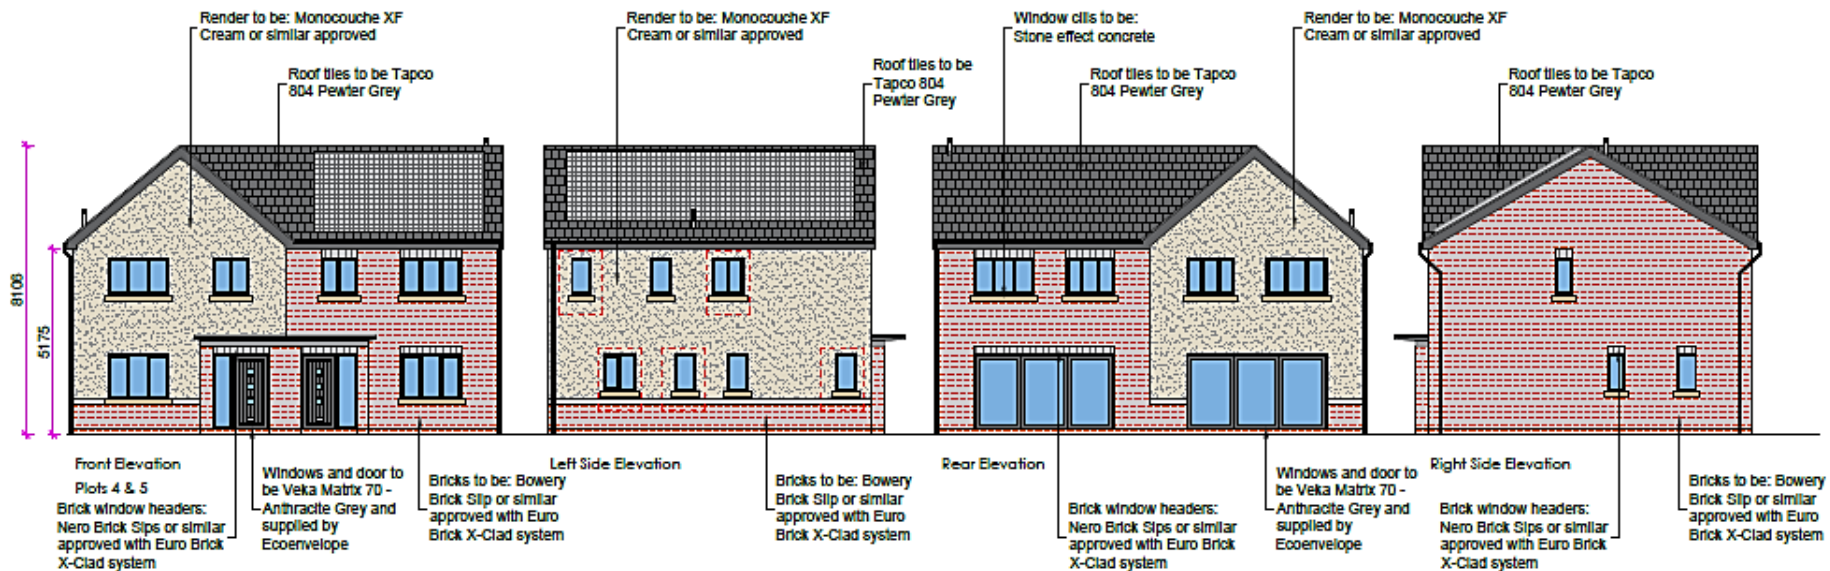 Render to be: Monocouche XF
Cream or similar approved
Roof tiles to be Tapco
804 Pewter Grey
Render to be: Monocouche XF
Cream or similar approved
Roof tiles to be
Tapco 804
Pewter Grey
Window cills to be:
Stone effect concrete
Roof tiles to be Tapco
804 Pewter Grey
Render to be: Monocouche XF
Cream or similar approved
Roof tiles to be Tapco
804 Pewter Grey
8106
5175
Front Elevation
Plots 4 & 5
Brick window headers:
Nero Brick Sips or similar
approved with Euro Brick
X-Clad system
Windows and door to
be Veka Matrix 70 -
Anthracite Grey and
supplied by
Ecoenvelope
Bricks to be: Bowery
Brick Slip or similar
approved with Euro
Brick X-Clad system
Left Side Elevation
Bricks to be: Bowery
Brick Slip or similar
approved with Euro
Brick X-Clad system
Rear Elevation
Brick window headers:
Nero Brick Sips or similar
approved with Euro Brick
X-Clad system
Windows and door to
be Veka Matrix 70 -
Anthracite Grey and
supplied by
Ecoenvelope
Right Side Elevation
Brick window headers:
Nero Brick Sips or similar
approved with Euro Brick
X-Clad system
Bricks to be: Bowery
Brick Slip or similar
approved with Euro
Brick X-Clad system